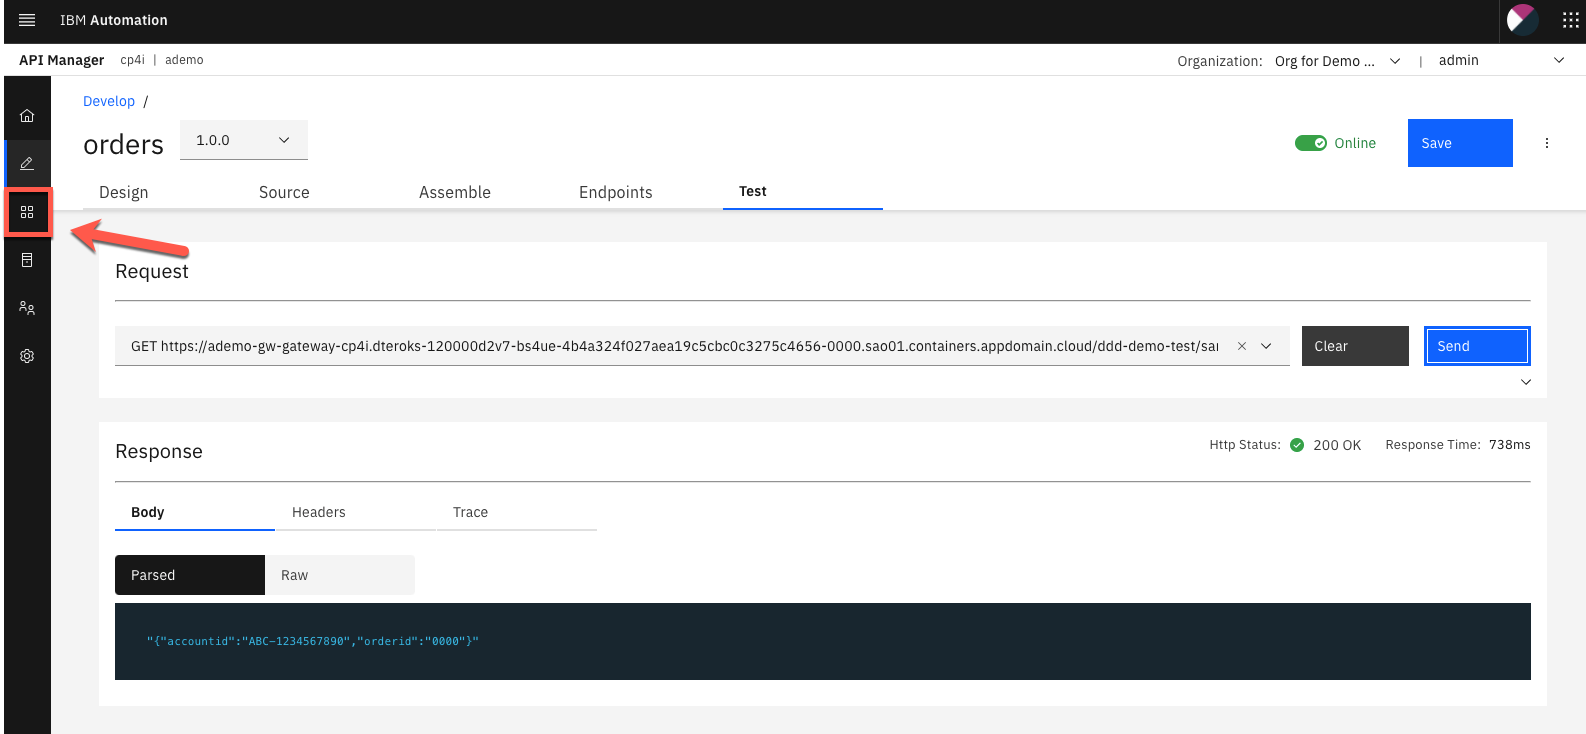 IBM Automation
API Manager cp4i | ademo Organization: Org for Demo ... | admin
Develop /
orders 1.0.0 Online Save
Design Source Assemble Endpoints Test
Request
GET https://ademo-gw-gateway-cp4i.dteroks-120000d2v7-bs4ue-4b4a324f027aea19c5cbc0c3275c4656-0000.sao01.containers.appdomain.cloud/ddd-demo-test/sa Clear Send
Response Http Status: 200 OK Response Time: 738ms
Body Headers Trace
Parsed Raw
"{"accountid":"ABC-1234567890","orderid":"0000"}"